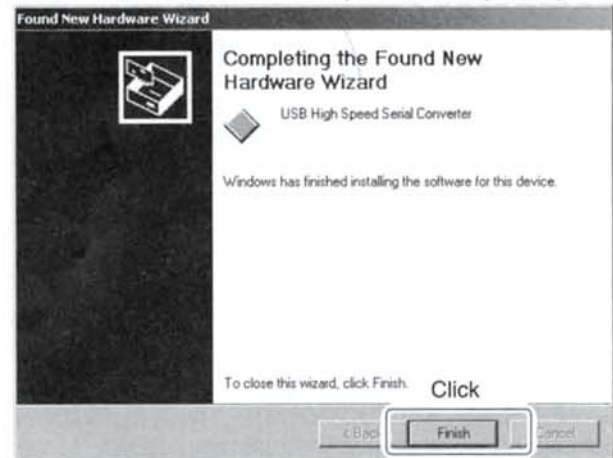 Found New Hardware Wizard
Completing the Found New
Hardware Wizard
USB High Speed Serial Converter
Windows has finished installing the software for this device.
To close this wizard, click Finish.
Click
< Back
Finish
Cancel